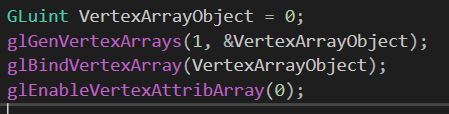 GLuint VertexArrayObject = 0;
glGenVertexArrays(1, &VertexArrayObject);
glBindVertexArray(VertexArrayObject);
glEnableVertexAttribArray(0);